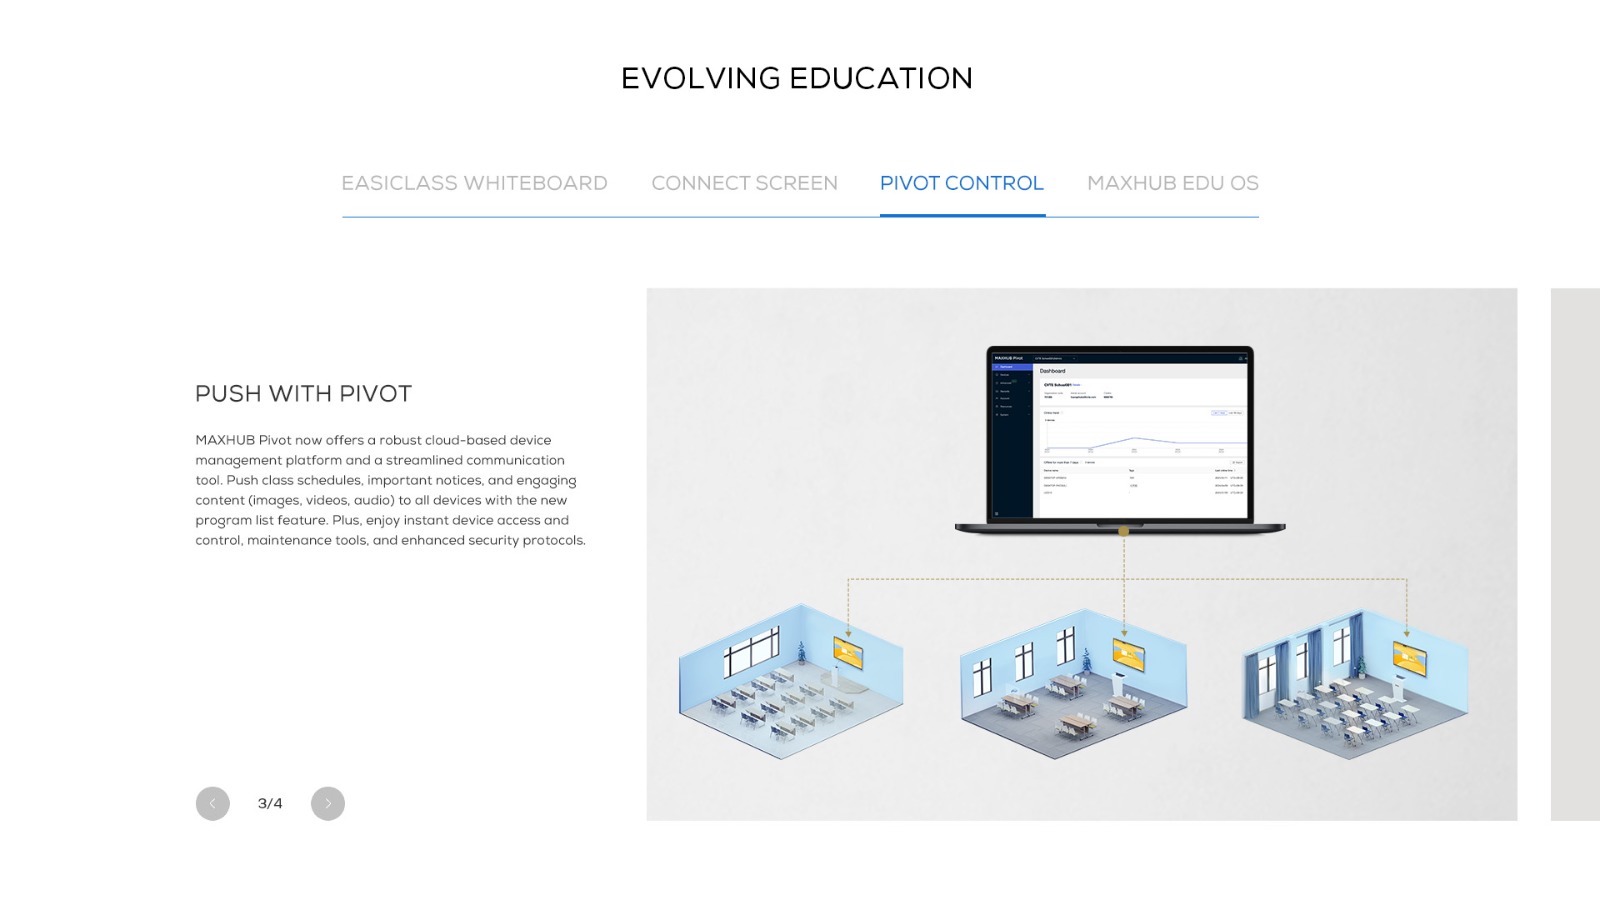 EVOLVING EDUCATION
EASICLASS WHITEBOARD
CONNECT SCREEN
PIVOT CONTROL
MAXHUB EDU OS
PUSH WITH PIVOT
MAXHUB Pivot now offers a robust cloud-based device
management platform and a streamlined communication
tool. Push class schedules, important notices, and engaging
content (images, videos, audio) to all devices with the new
program list feature. Plus, enjoy instant device access and
control, maintenance tools, and enhanced security protocols.
3/4
MAXHUB Pivot
Dashboard
Dashboard